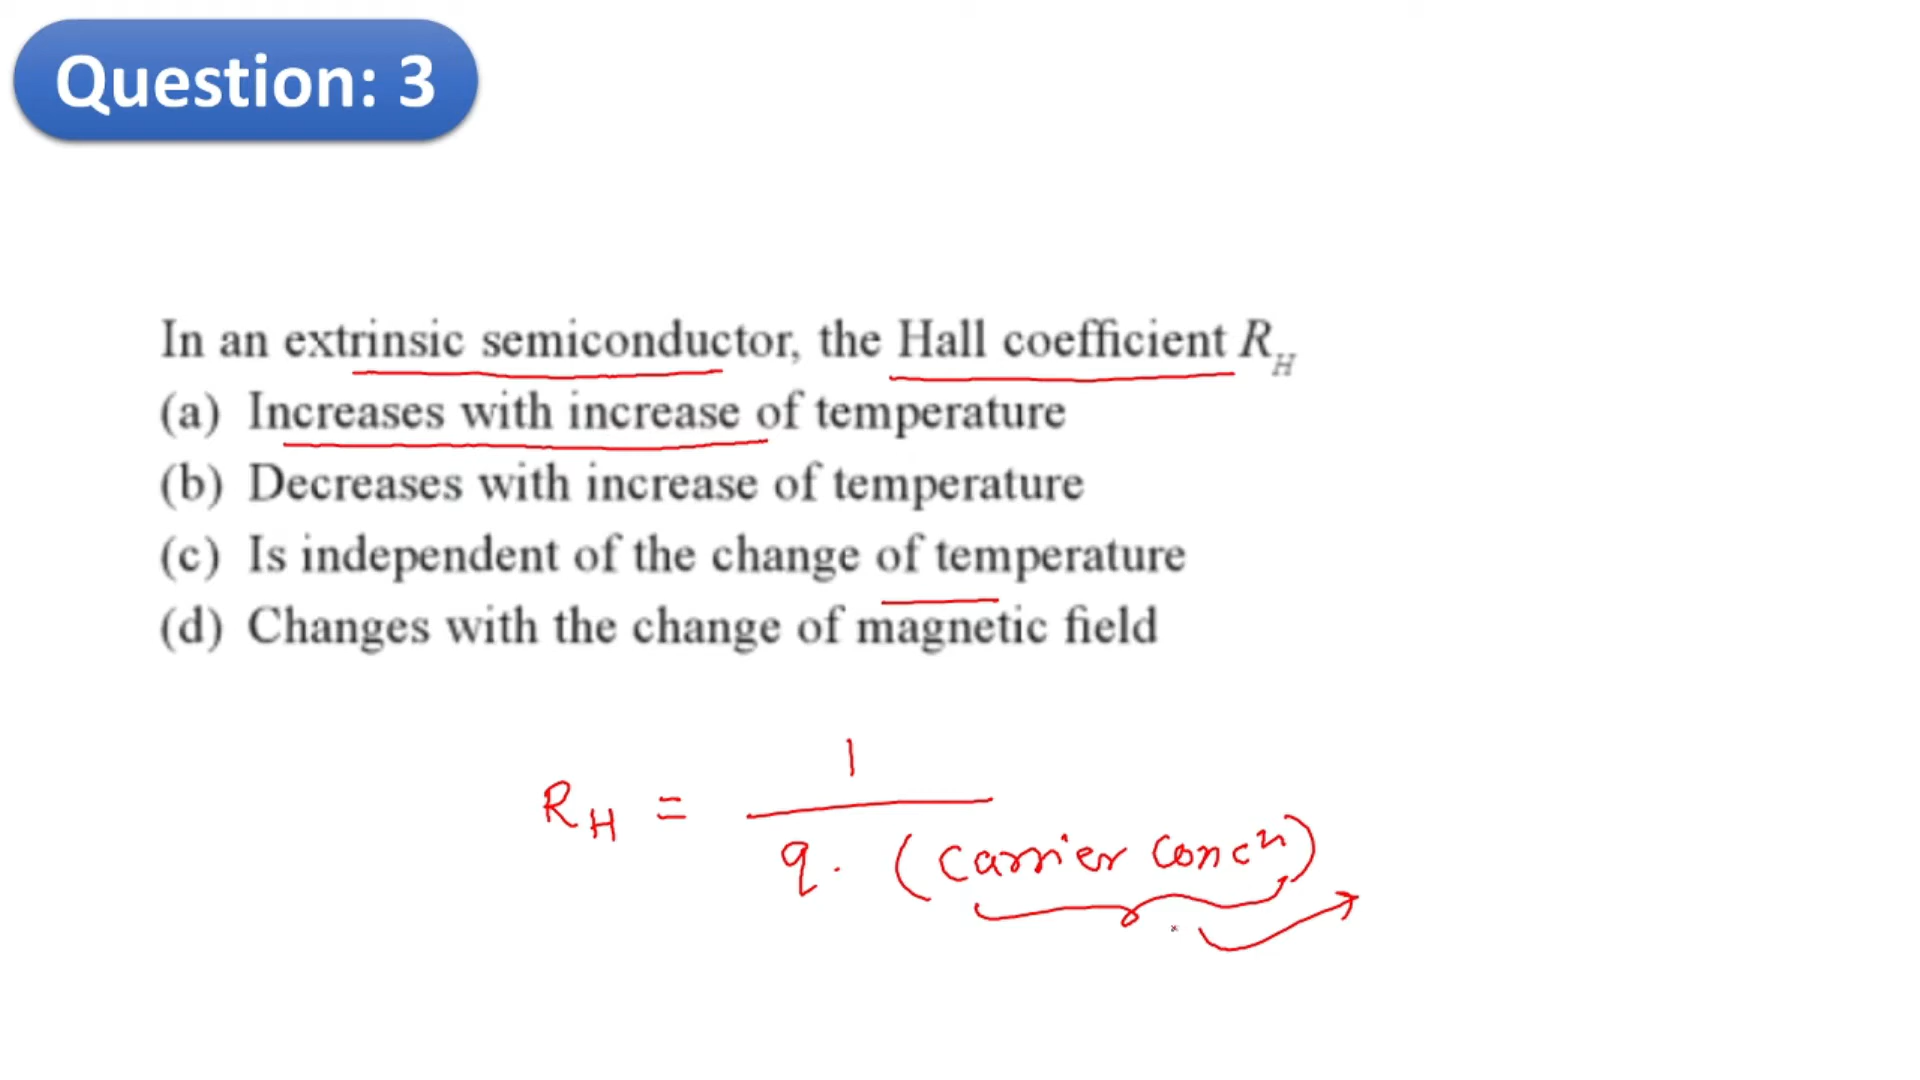 Question: 3
In an extrinsic semiconductor, the Hall coefficient R_H
(a) Increases with increase of temperature
(b) Decreases with increase of temperature
(c) Is independent of the change of temperature
(d) Changes with the change of magnetic field
1
R_H =
q. (Carrier Concⁿ)